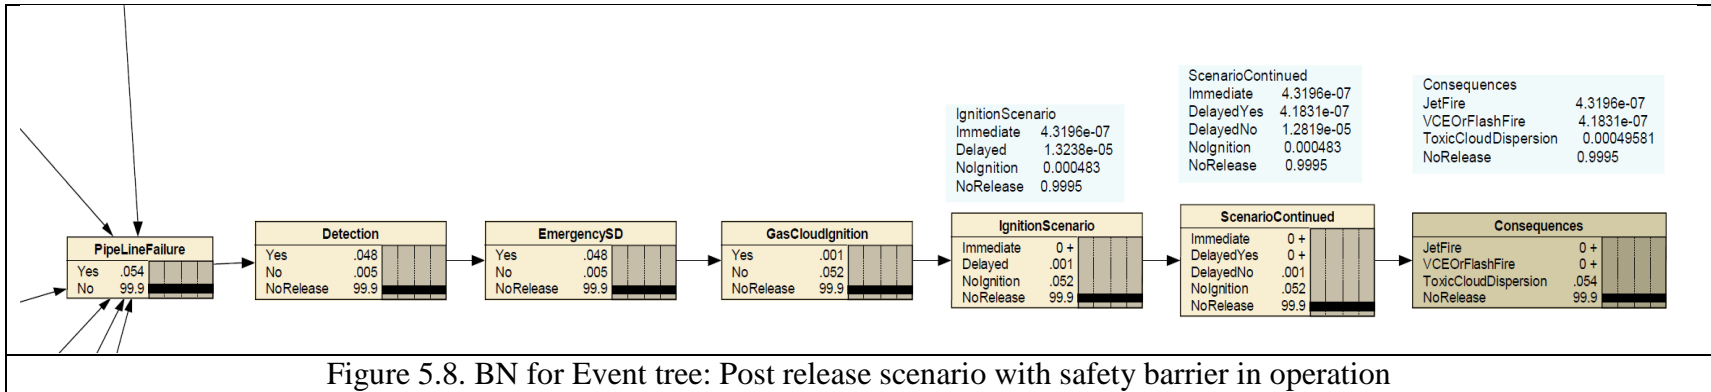 IgnitionScenario
Immediate 4.3196e-07
Delayed 1.3238e-05
NoIgnition 0.000483
NoRelease 0.9995
ScenarioContinued
Immediate 4.3196e-07
DelayedYes 4.1831e-07
DelayedNo 1.2819e-05
NoIgnition 0.000483
NoRelease 0.9995
Consequences
JetFire 4.3196e-07
VCEOrFlashFire 4.1831e-07
ToxicCloudDispersion 0.00049581
NoRelease 0.9995
PipeLineFailure
Yes .054
No 99.9
Detection
Yes .048
No .005
NoRelease 99.9
EmergencySD
Yes .048
No .005
NoRelease 99.9
GasCloudIgnition
Yes .001
No .052
NoRelease 99.9
IgnitionScenario
Immediate 0 +
Delayed .001
NoIgnition .052
NoRelease 99.9
ScenarioContinued
Immediate 0 +
DelayedYes 0 +
DelayedNo .001
NoIgnition .052
NoRelease 99.9
Consequences
JetFire 0 +
VCEOrFlashFire 0 +
ToxicCloudDispersion .054
NoRelease 99.9
Figure 5.8. BN for Event tree: Post release scenario with safety barrier in operation